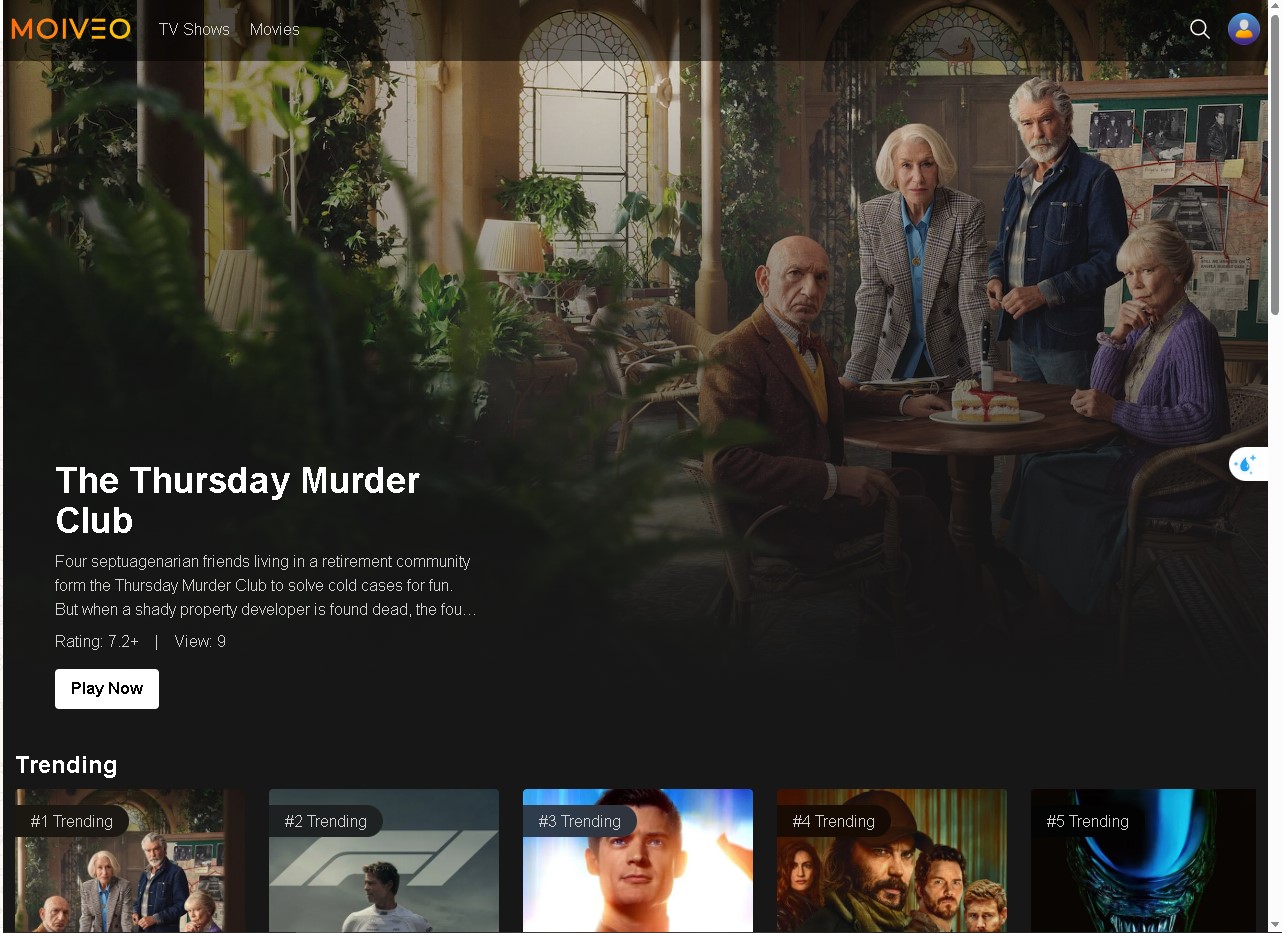 MOIVEO
TV Shows
Movies
The Thursday Murder
Club
Four septuagenarian friends living in a retirement community
form the Thursday Murder Club to solve cold cases for fun.
But when a shady property developer is found dead, the fou...
Rating: 7.2+ | View: 9
Play Now
Trending
#1 Trending
#2 Trending
#3 Trending
#4 Trending
#5 Trending